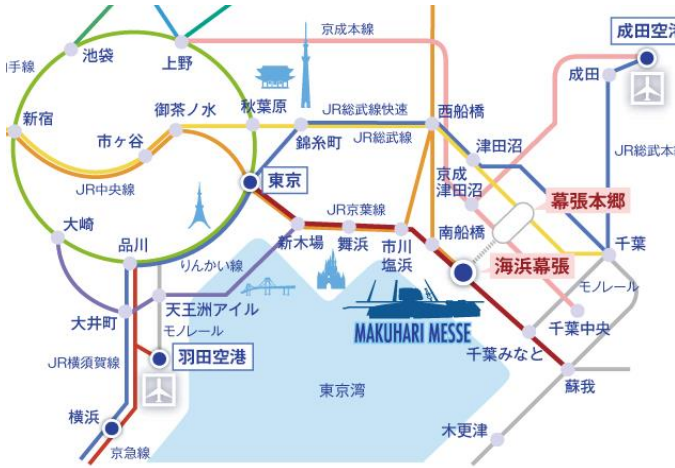 京成本線
成田空港
池袋
上野
成田
山手線
新宿
御茶ノ水
秋葉原
JR総武線快速
西船橋
市ヶ谷
錦糸町
JR総武線
津田沼
JR総武本線
JR中央線
東京
京成
津田沼
幕張本郷
大崎
JR京葉線
品川
新木場
舞浜
市川
塩浜
南船橋
千葉
りんかい線
海浜幕張
モノレール
大井町
天王洲アイル
MAKUHARI MESSE
千葉中央
モノレール
千葉みなと
JR横須賀線
羽田空港
蘇我
東京湾
横浜
木更津
京急線